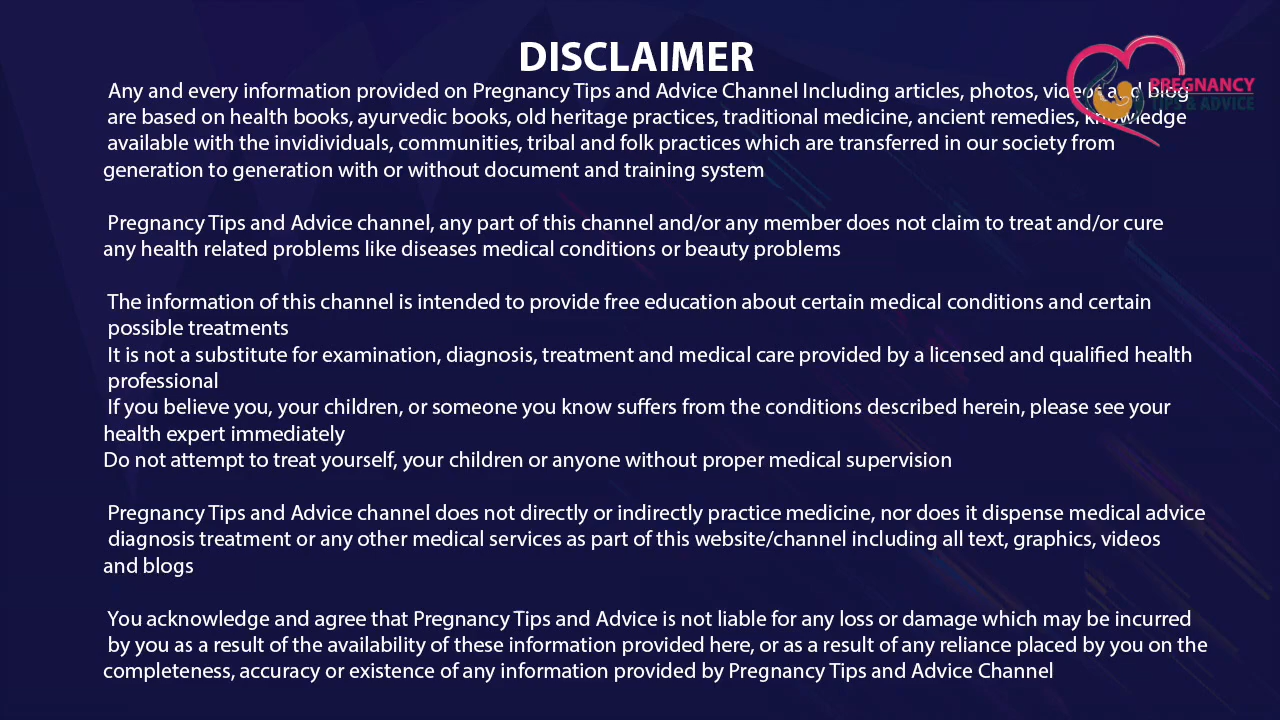 DISCLAIMER
Any and every information provided on Pregnancy Tips and Advice Channel Including articles, photos, videos and blog
are based on health books, ayurvedic books, old heritage practices, traditional medicine, ancient remedies, knowledge
available with the invidividuals, communities, tribal and folk practices which are transferred in our society from
generation to generation with or without document and training system
Pregnancy Tips and Advice channel, any part of this channel and/or any member does not claim to treat and/or cure
any health related problems like diseases medical conditions or beauty problems
The information of this channel is intended to provide free education about certain medical conditions and certain
possible treatments
It is not a substitute for examination, diagnosis, treatment and medical care provided by a licensed and qualified health
professional
If you believe you, your children, or someone you know suffers from the conditions described herein, please see your
health expert immediately
Do not attempt to treat yourself, your children or anyone without proper medical supervision
Pregnancy Tips and Advice channel does not directly or indirectly practice medicine, nor does it dispense medical advice
diagnosis treatment or any other medical services as part of this website/channel including all text, graphics, videos
and blogs
You acknowledge and agree that Pregnancy Tips and Advice is not liable for any loss or damage which may be incurred
by you as a result of the availability of these information provided here, or as a result of any reliance placed by you on the
completeness, accuracy or existence of any information provided by Pregnancy Tips and Advice Channel
PREGNANCY
TIPS & ADVICE